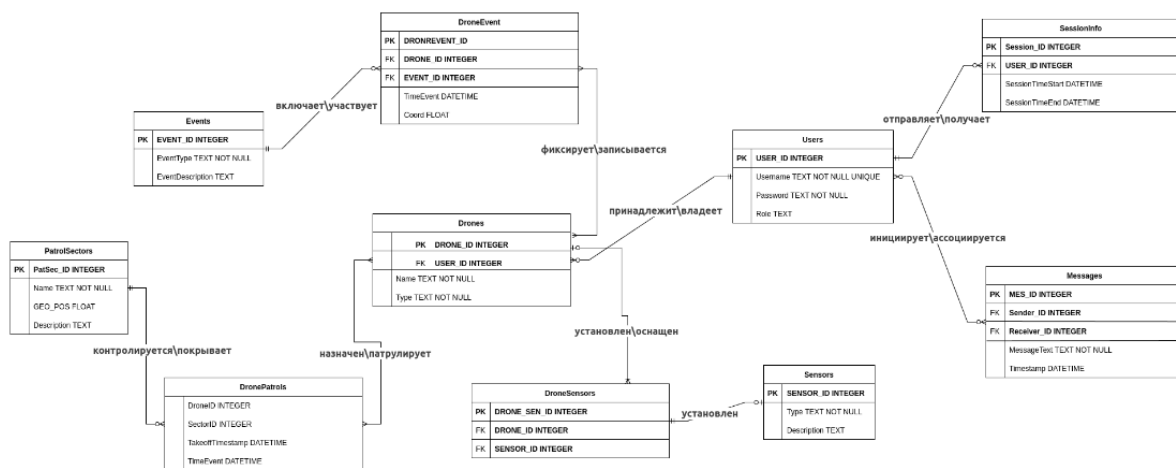 DroneEvent
PK DRONREVENT_ID
FK DRONE_ID INTEGER
FK EVENT_ID INTEGER
TimeEvent DATETIME
Coord FLOAT
SessionInfo
PK Session_ID INTEGER
FK USER_ID INTEGER
SessionTimeStart DATETIME
SessionTimeEnd DATETIME
включает\участвует
отправляет\получает
Events
PK EVENT_ID INTEGER
EventType TEXT NOT NULL
EventDescription TEXT
фиксирует\записывается
Users
PK USER_ID INTEGER
Username TEXT NOT NULL UNIQUE
Password TEXT NOT NULL
Role TEXT
принадлежит\владеет
инициирует\ассоциируется
Drones
PK DRONE_ID INTEGER
FK USER_ID INTEGER
Name TEXT NOT NULL
Type TEXT NOT NULL
PatrolSectors
PK PatSec_ID INTEGER
Name TEXT NOT NULL
GEO_POS FLOAT
Description TEXT
Messages
PK MES_ID INTEGER
FK Sender_ID INTEGER
FK Receiver_ID INTEGER
MessageText TEXT NOT NULL
Timestamp DATETIME
контролируется\покрывает
назначен\патрулирует
установлен\оснащен
DronePatrols
DroneID INTEGER
SectorID INTEGER
TakeoffTimestamp DATETIME
TimeEvent DATETIME
DroneSensors
PK DRONE_SEN_ID INTEGER
FK DRONE_ID INTEGER
FK SENSOR_ID INTEGER
установлен
Sensors
PK SENSOR_ID INTEGER
Type TEXT NOT NULL
Description TEXT